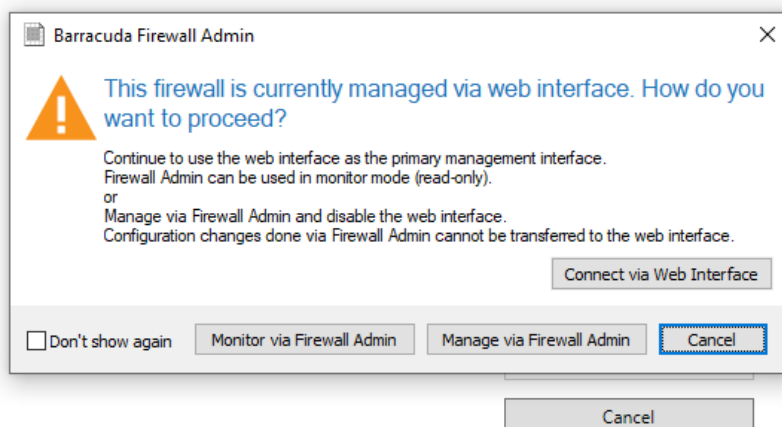 Barracuda Firewall Admin
This firewall is currently managed via web interface. How do you
want to proceed?
Continue to use the web interface as the primary management interface.
Firewall Admin can be used in monitor mode (read-only).
or
Manage via Firewall Admin and disable the web interface.
Configuration changes done via Firewall Admin cannot be transferred to the web interface.
Connect via Web Interface
Don't show again
Monitor via Firewall Admin
Manage via Firewall Admin
Cancel
Cancel